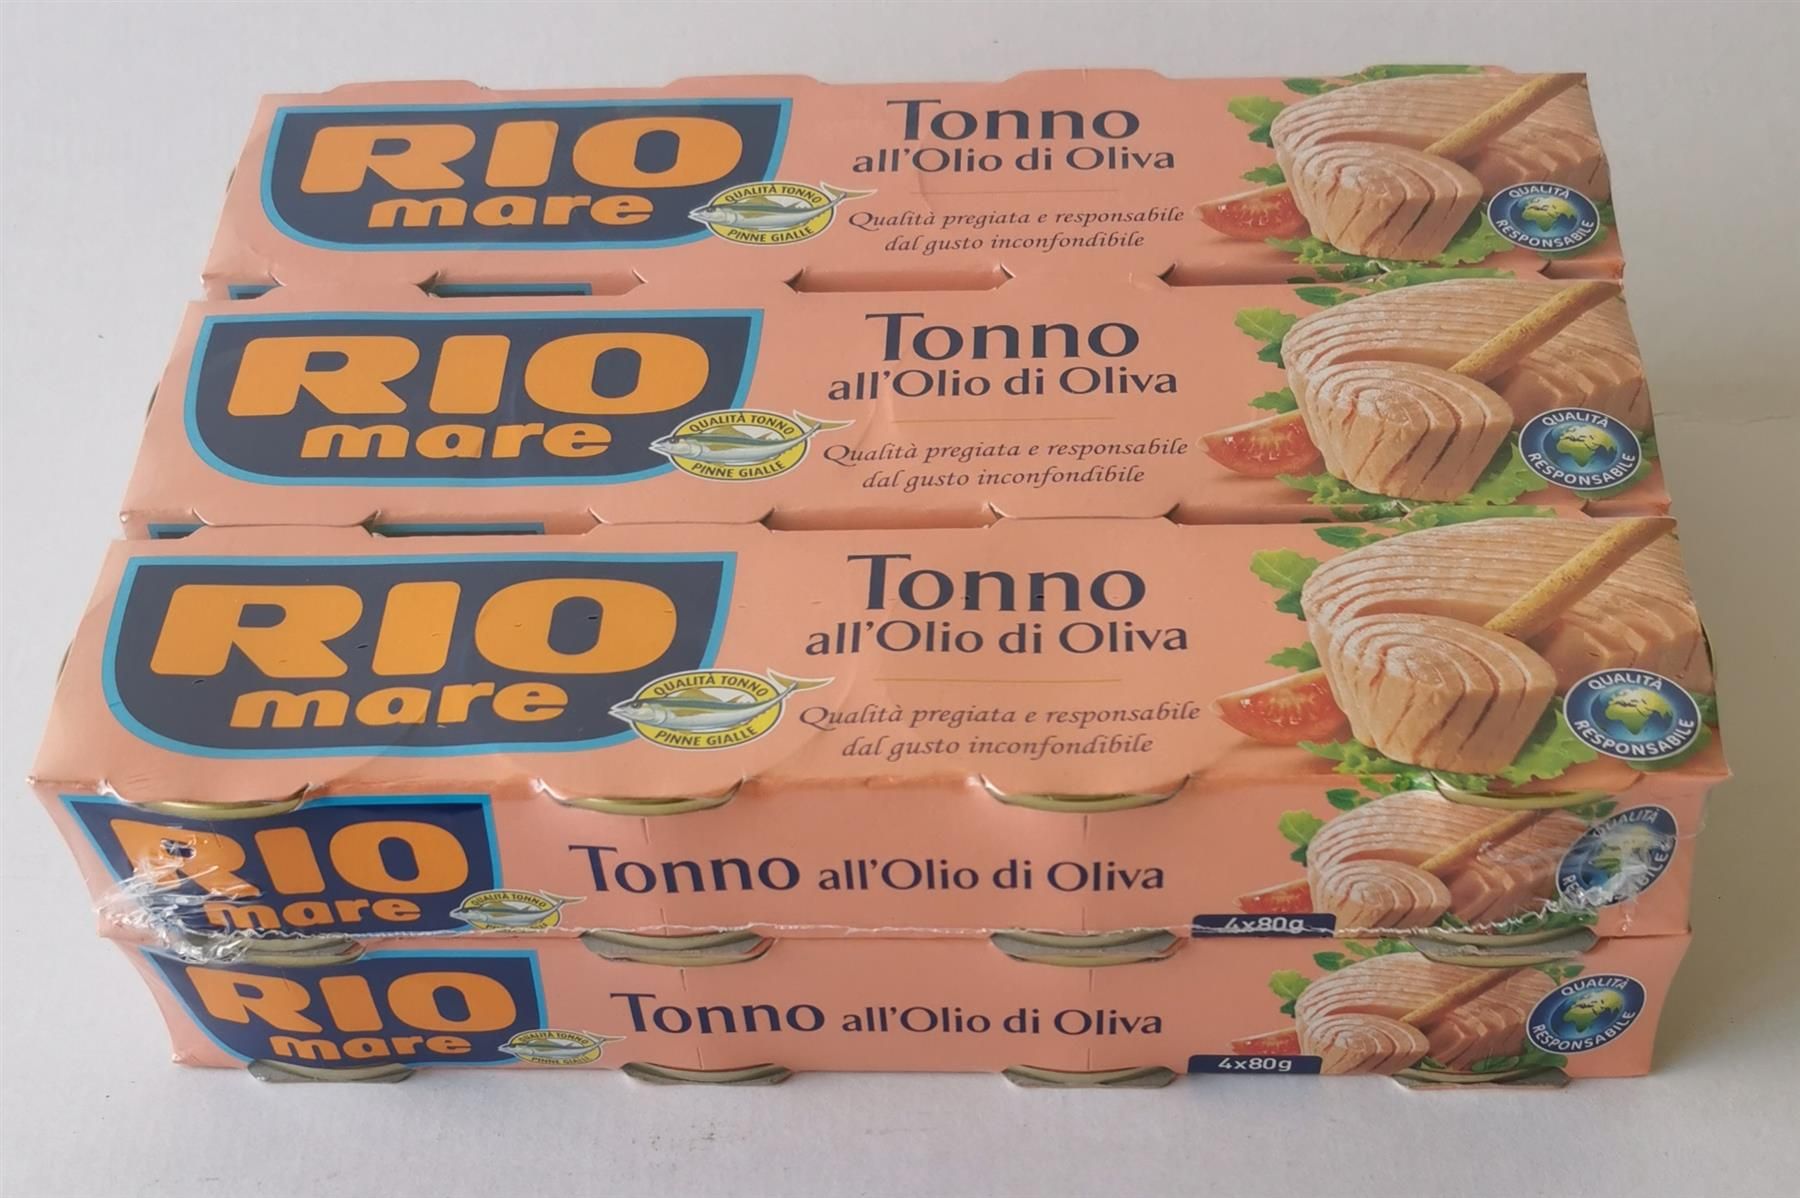 RIO
mare
QUALITÀ TONNO
PINNE GIALLE
Tonno
all'Olio di Oliva
Qualità pregiata e responsabile
dal gusto inconfondibile
QUALITÀ
RESPONSABILE
RIO
mare
QUALITÀ TONNO
PINNE GIALLE
Tonno
all'Olio di Oliva
Qualità pregiata e responsabile
dal gusto inconfondibile
QUALITÀ
RESPONSABILE
RIO
mare
QUALITÀ TONNO
PINNE GIALLE
Tonno
all'Olio di Oliva
Qualità pregiata e responsabile
dal gusto inconfondibile
QUALITÀ
RESPONSABILE
RIO
mare
QUALITÀ TONNO
Tonno all'Olio di Oliva
4x80g
QUALITÀ
RIO
mare
QUALITÀ TONNO
PINNE GIALLE
Tonno all'Olio di Oliva
4x80g
QUALITÀ
RESPONSABILE